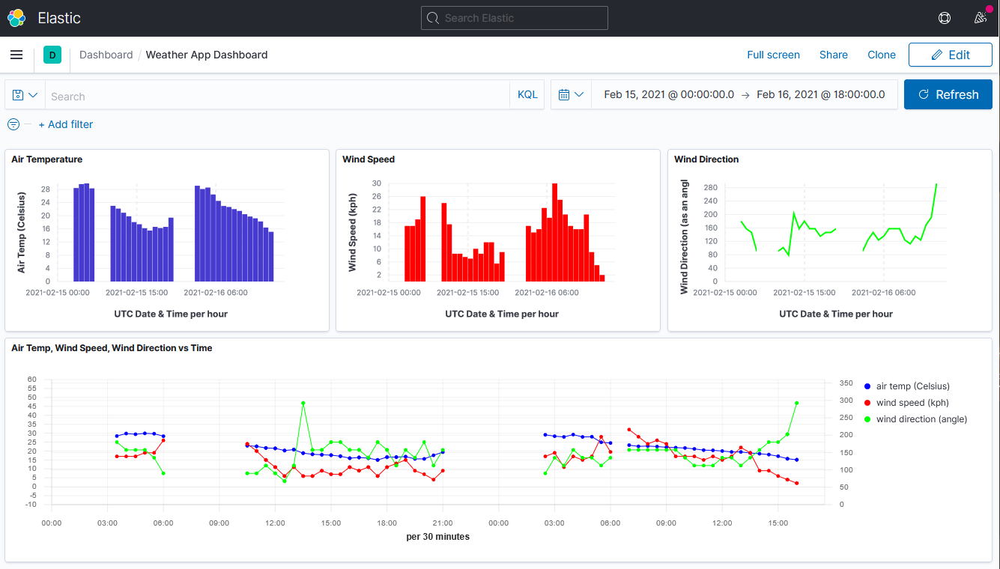 Elastic
Search Elastic
D Dashboard / Weather App Dashboard
Full screen Share Clone Edit
Search KQL
Feb 15, 2021 @ 00:00:00.0 → Feb 16, 2021 @ 18:00:00.0 Refresh
+ Add filter
Air Temperature
Air Temp (Celsius)
28
24
20
16
12
8
4
0
2021-02-15 00:00 2021-02-15 15:00 2021-02-16 06:00
UTC Date & Time per hour
Wind Speed
Wind Speed (kph)
30
26
22
18
14
10
6
2
2021-02-15 00:00 2021-02-15 15:00 2021-02-16 06:00
UTC Date & Time per hour
Wind Direction
Wind Direction (as an angl
280
240
200
160
120
80
40
0
2021-02-15 00:00 2021-02-15 15:00 2021-02-16 06:00
UTC Date & Time per hour
Air Temp, Wind Speed, Wind Direction vs Time
60
55
50
45
40
35
30
25
20
15
10
5
0
-5
-10
350
300
250
200
150
100
50
0
00:00 03:00 06:00 09:00 12:00 15:00 18:00 21:00 00:00 03:00 06:00 09:00 12:00 15:00
per 30 minutes
air temp (Celsius)
wind speed (kph)
wind direction (angle)